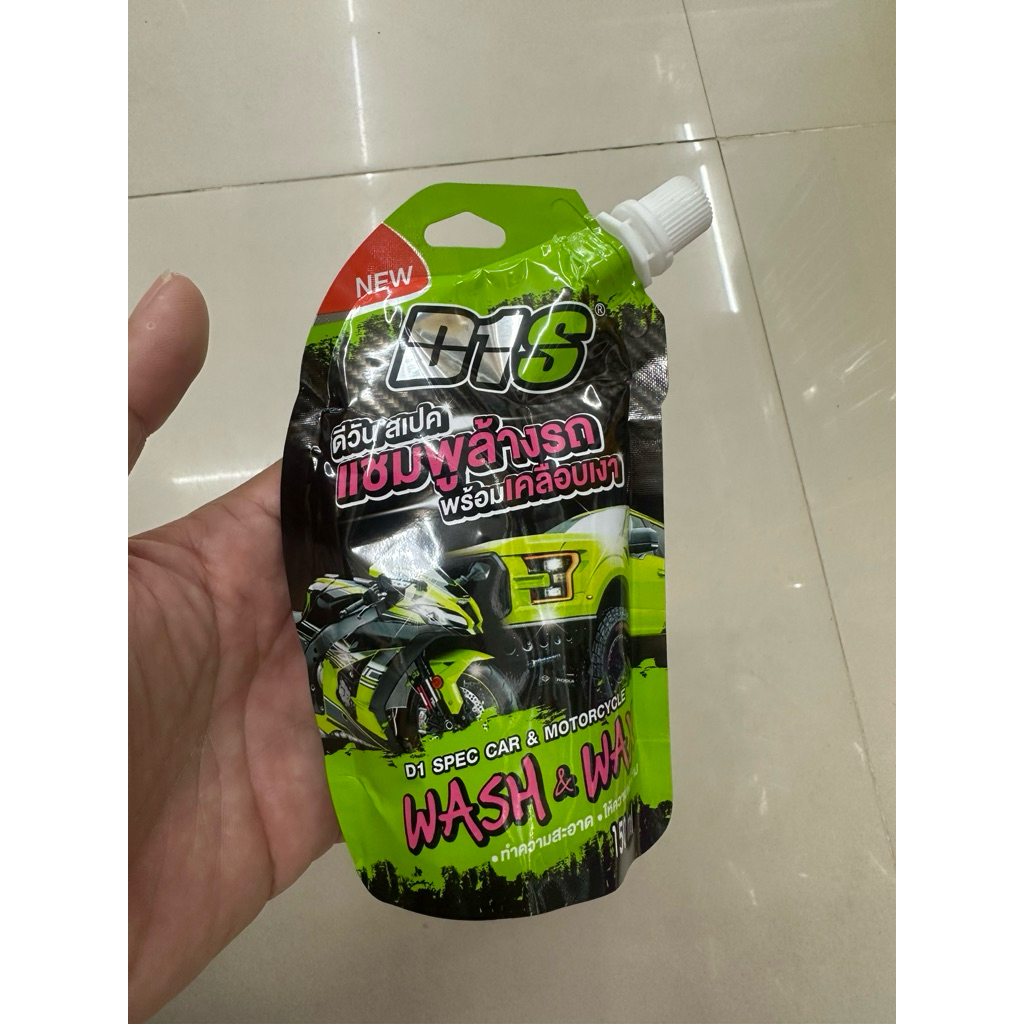 NEW
D1S®
ดีวัน สเปค
แชมพูล้างรถ
พร้อมเคลือบเงา
D1 SPEC CAR & MOTORCYCLE
WASH & WAX
• ทำความสะอาด •